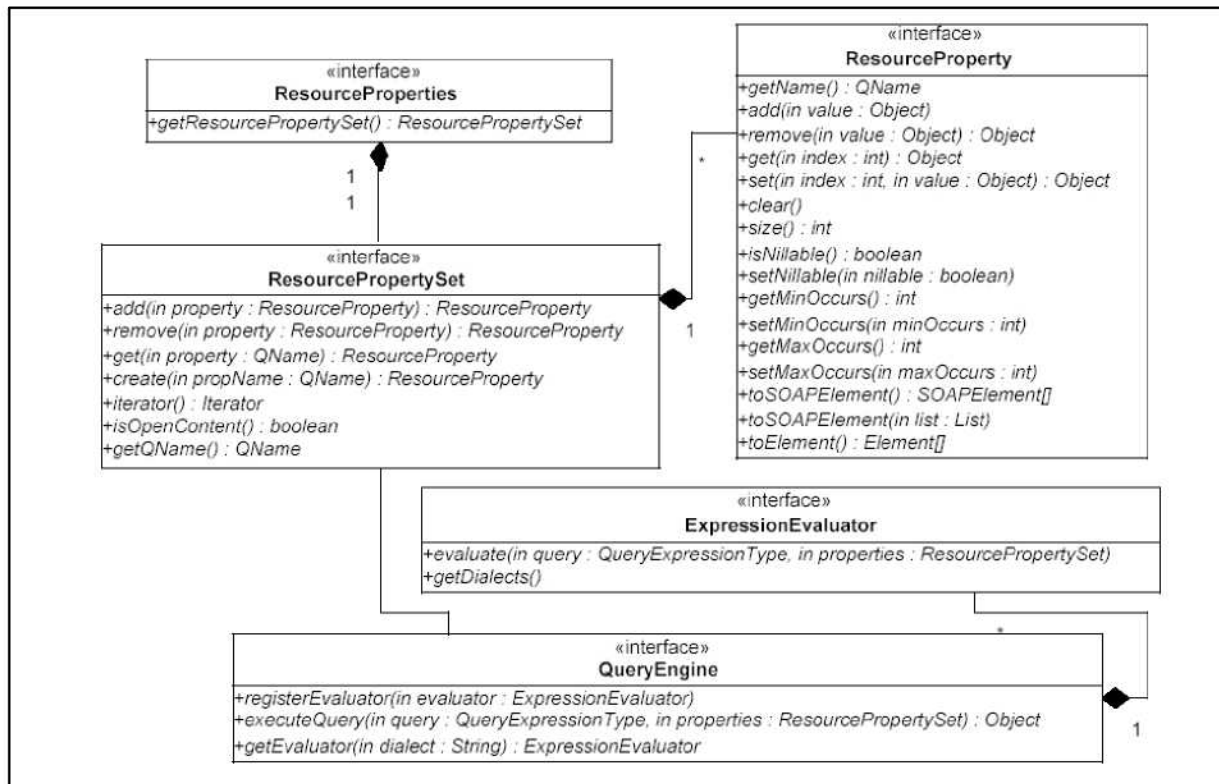 «interface»
ResourceProperties
+getResourcePropertySet() : ResourcePropertySet
1
1
«interface»
ResourcePropertySet
+add(in property : ResourceProperty) : ResourceProperty
+remove(in property : ResourceProperty) : ResourceProperty
+get(in property : QName) : ResourceProperty
+create(in propName : QName) : ResourceProperty
+iterator() : Iterator
+isOpenContent() : boolean
+getQName() : QName
1
*
«interface»
ResourceProperty
+getName() : QName
+add(in value : Object)
+remove(in value : Object) : Object
+get(in index : int) : Object
+set(in index : int, in value : Object) : Object
+clear()
+size() : int
+isNillable() : boolean
+setNillable(in nillable : boolean)
+getMinOccurs() : int
+setMinOccurs(in minOccurs : int)
+getMaxOccurs() : int
+setMaxOccurs(in maxOccurs : int)
+toSOAPElement() : SOAPElement[]
+toSOAPElement(in list : List)
+toElement() : Element[]
«interface»
ExpressionEvaluator
+evaluate(in query : QueryExpressionType, in properties : ResourcePropertySet)
+getDialects()
*
«interface»
QueryEngine
+registerEvaluator(in evaluator : ExpressionEvaluator)
+executeQuery(in query : QueryExpressionType, in properties : ResourcePropertySet) : Object
+getEvaluator(in dialect : String) : ExpressionEvaluator
1